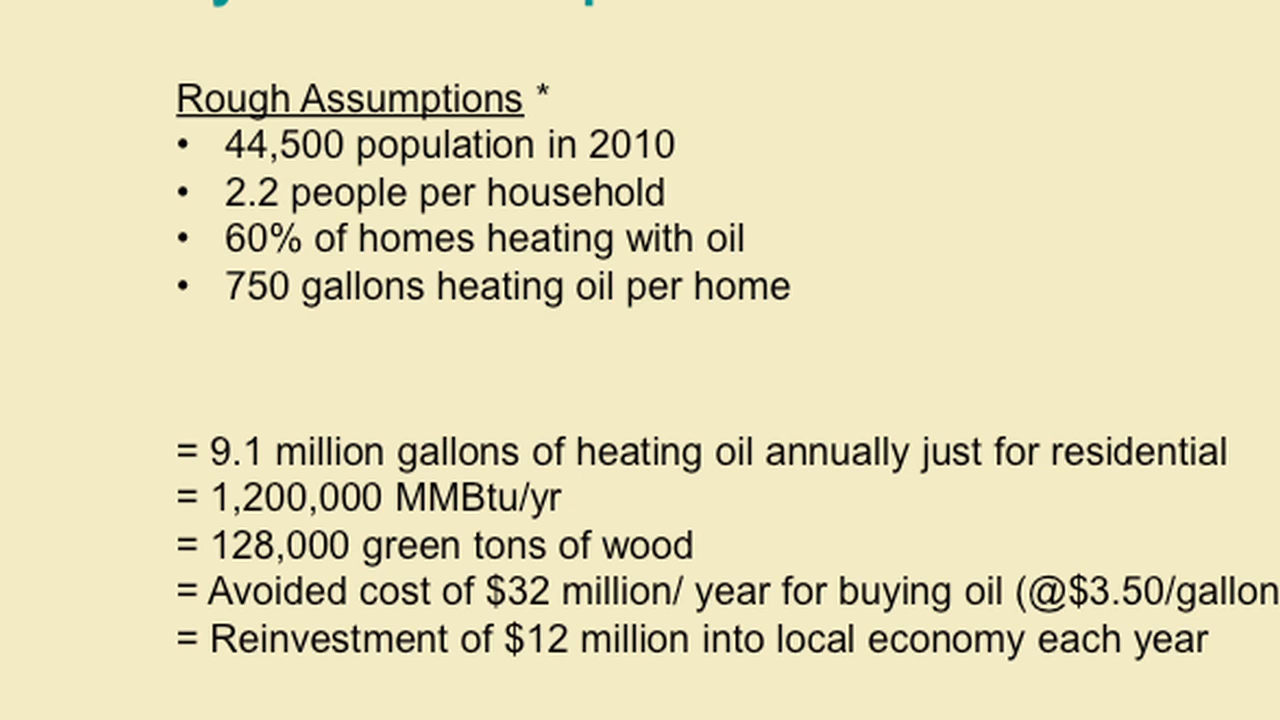 Rough Assumptions *
• 44,500 population in 2010
• 2.2 people per household
• 60% of homes heating with oil
• 750 gallons heating oil per home
= 9.1 million gallons of heating oil annually just for residential
= 1,200,000 MMBtu/yr
= 128,000 green tons of wood
= Avoided cost of $32 million/ year for buying oil (@$3.50/gallon
= Reinvestment of $12 million into local economy each year